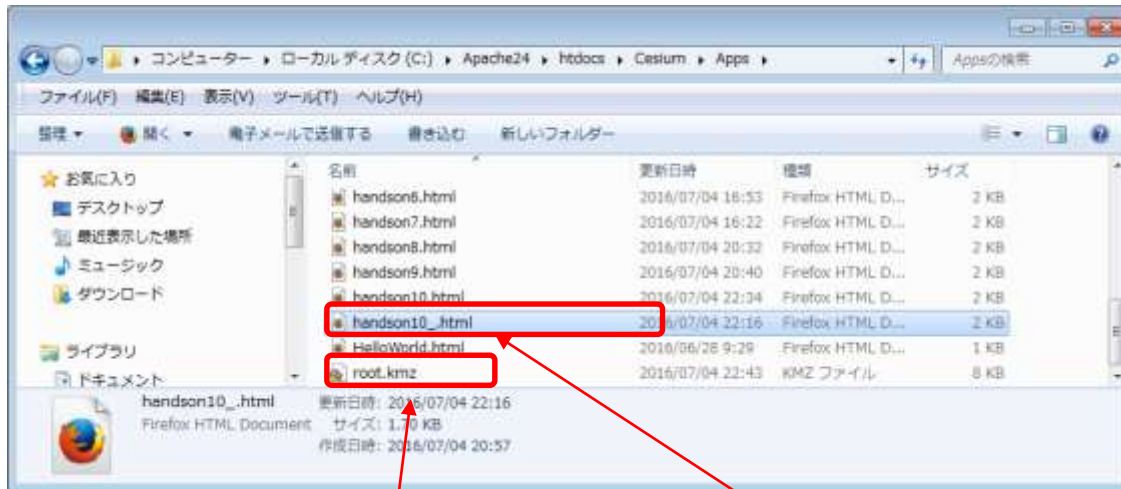 コンピューター ▸ ローカル ディスク (C:) ▸ Apache24 ▸ htdocs ▸ Cesium ▸ Apps ▸
Appsの検索
ファイル(F) 編集(E) 表示(V) ツール(T) ヘルプ(H)
整理 ▼ 開く ▼ 電子メールで送信する 書き込む 新しいフォルダー
お気に入り
デスクトップ
最近表示した場所
ミュージック
ダウンロード
ライブラリ
ドキュメント
名前 更新日時 種類 サイズ
handson6.html 2016/07/04 16:53 Firefox HTML D... 2 KB
handson7.html 2016/07/04 16:22 Firefox HTML D... 2 KB
handson8.html 2016/07/04 20:32 Firefox HTML D... 2 KB
handson9.html 2016/07/04 20:40 Firefox HTML D... 2 KB
handson10.html 2016/07/04 22:34 Firefox HTML D... 2 KB
handson10_.html 2016/07/04 22:16 Firefox HTML D... 2 KB
HelloWorld.html 2016/06/28 9:29 Firefox HTML D... 1 KB
root.kmz 2016/07/04 22:43 KMZ ファイル 8 KB
handson10_.html 更新日時: 2016/07/04 22:16
Firefox HTML Document サイズ: 1.70 KB
作成日時: 2016/07/04 20:57